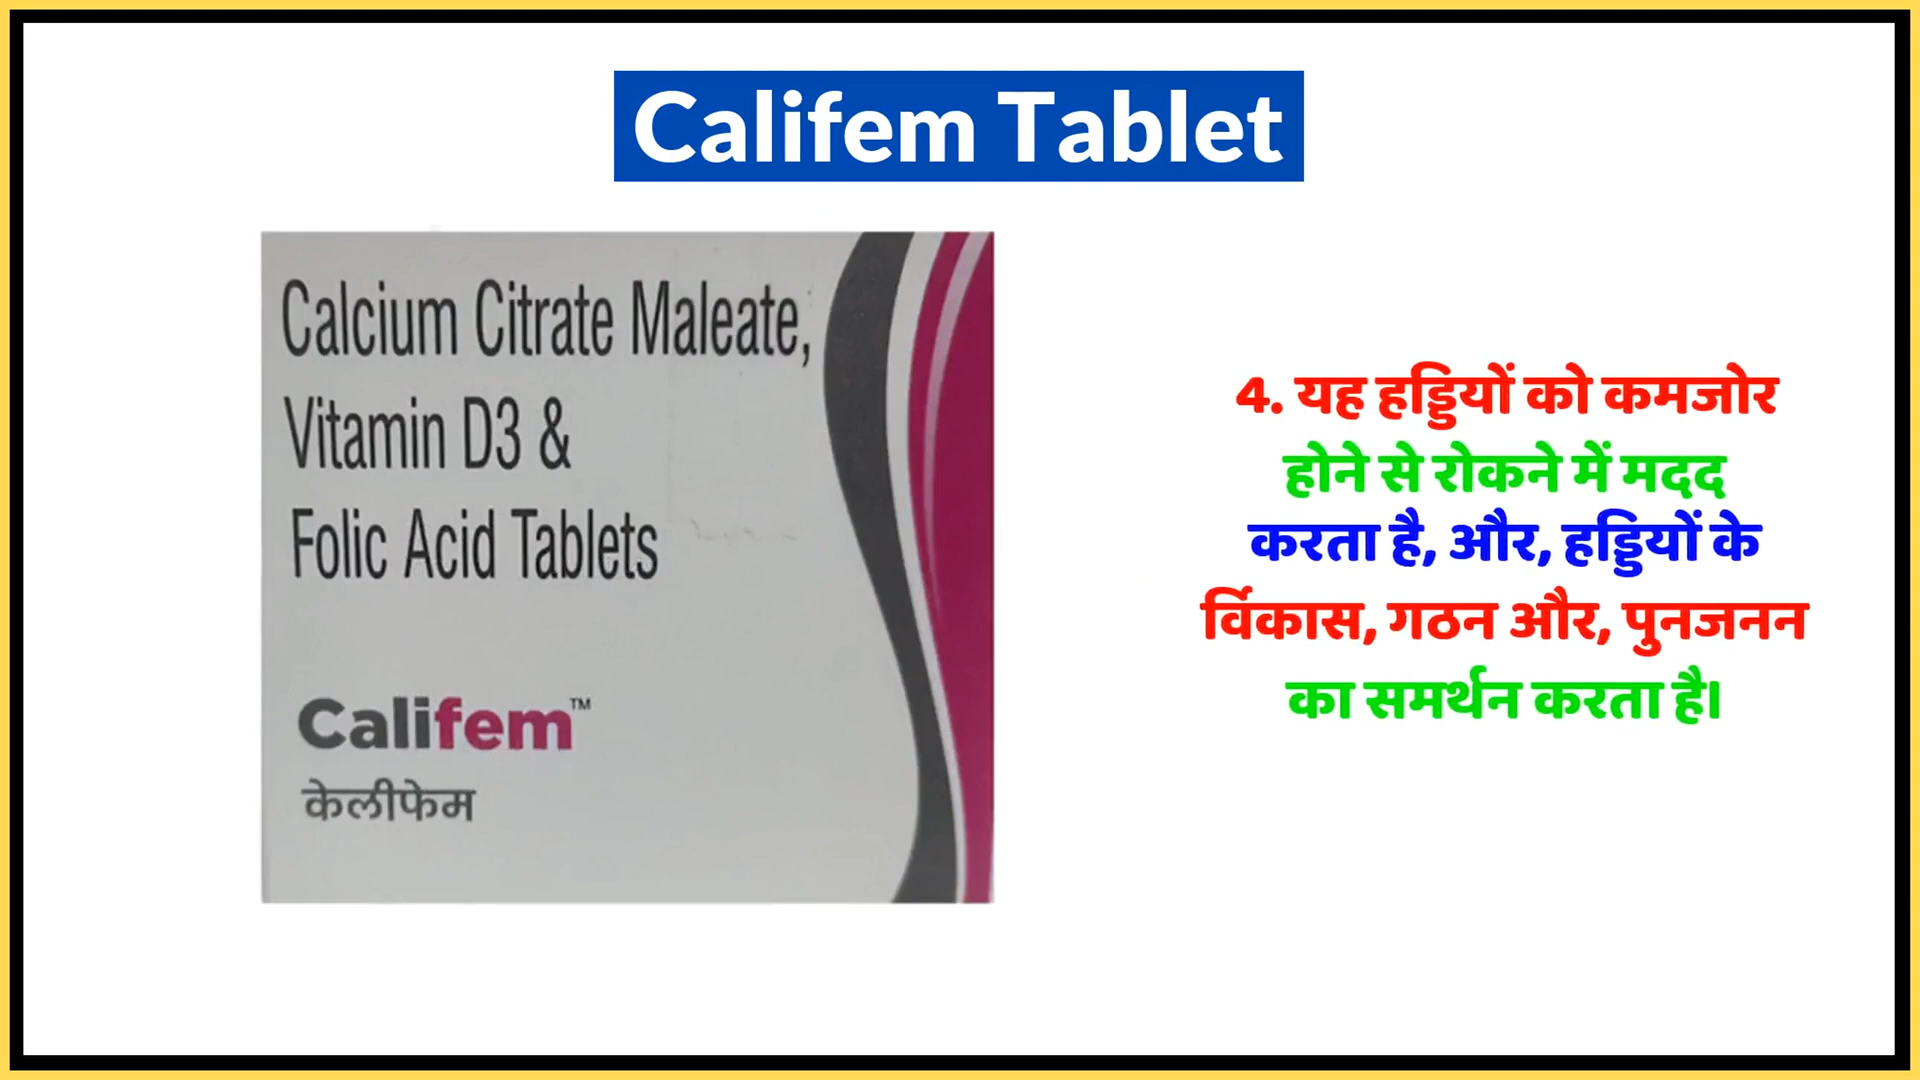 Califem Tablet
Calcium Citrate Maleate,
Vitamin D3 &
Folic Acid Tablets
Califem™
केलीफेम
4. यह हड्डियों को कमजोर
होने से रोकने में मदद
करता है, और, हड्डियों के
र्विकास, गठन और, पुनजनन
का समर्थन करता है।